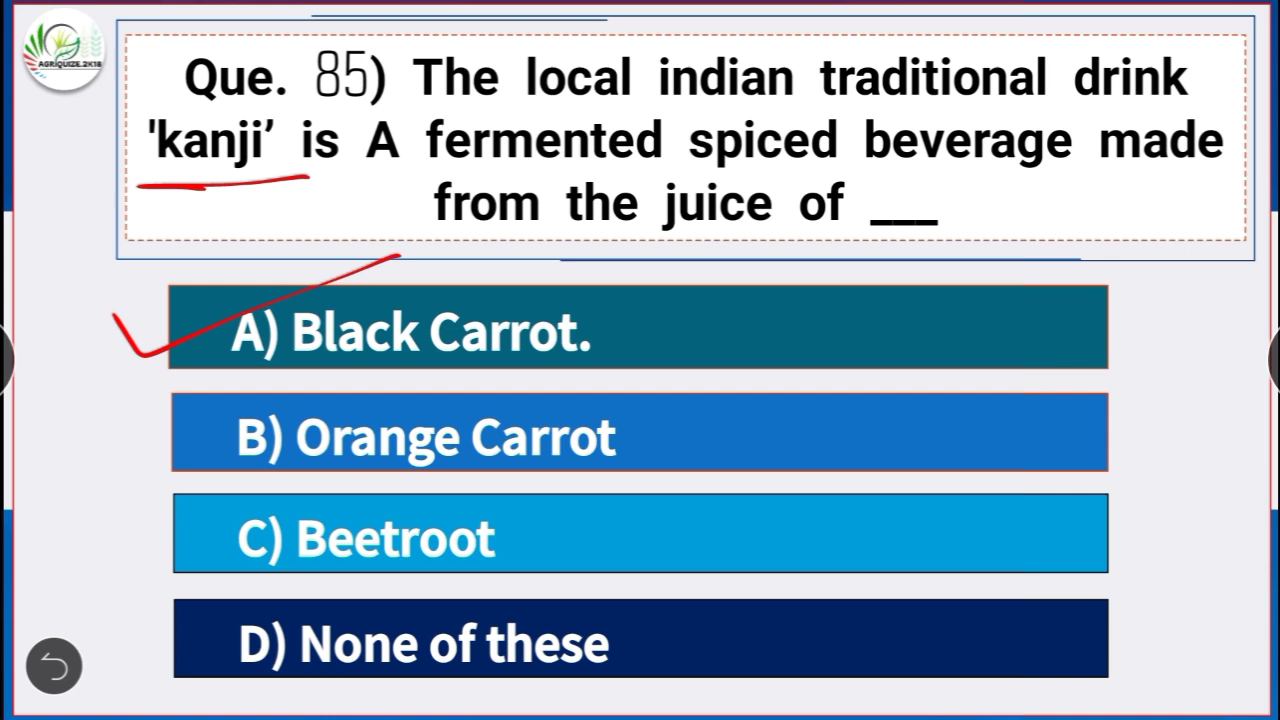 AGRIQUIZE.2K18
Que. 85) The local indian traditional drink
'kanji’ is A fermented spiced beverage made
from the juice of ___
A) Black Carrot.
B) Orange Carrot
C) Beetroot
D) None of these